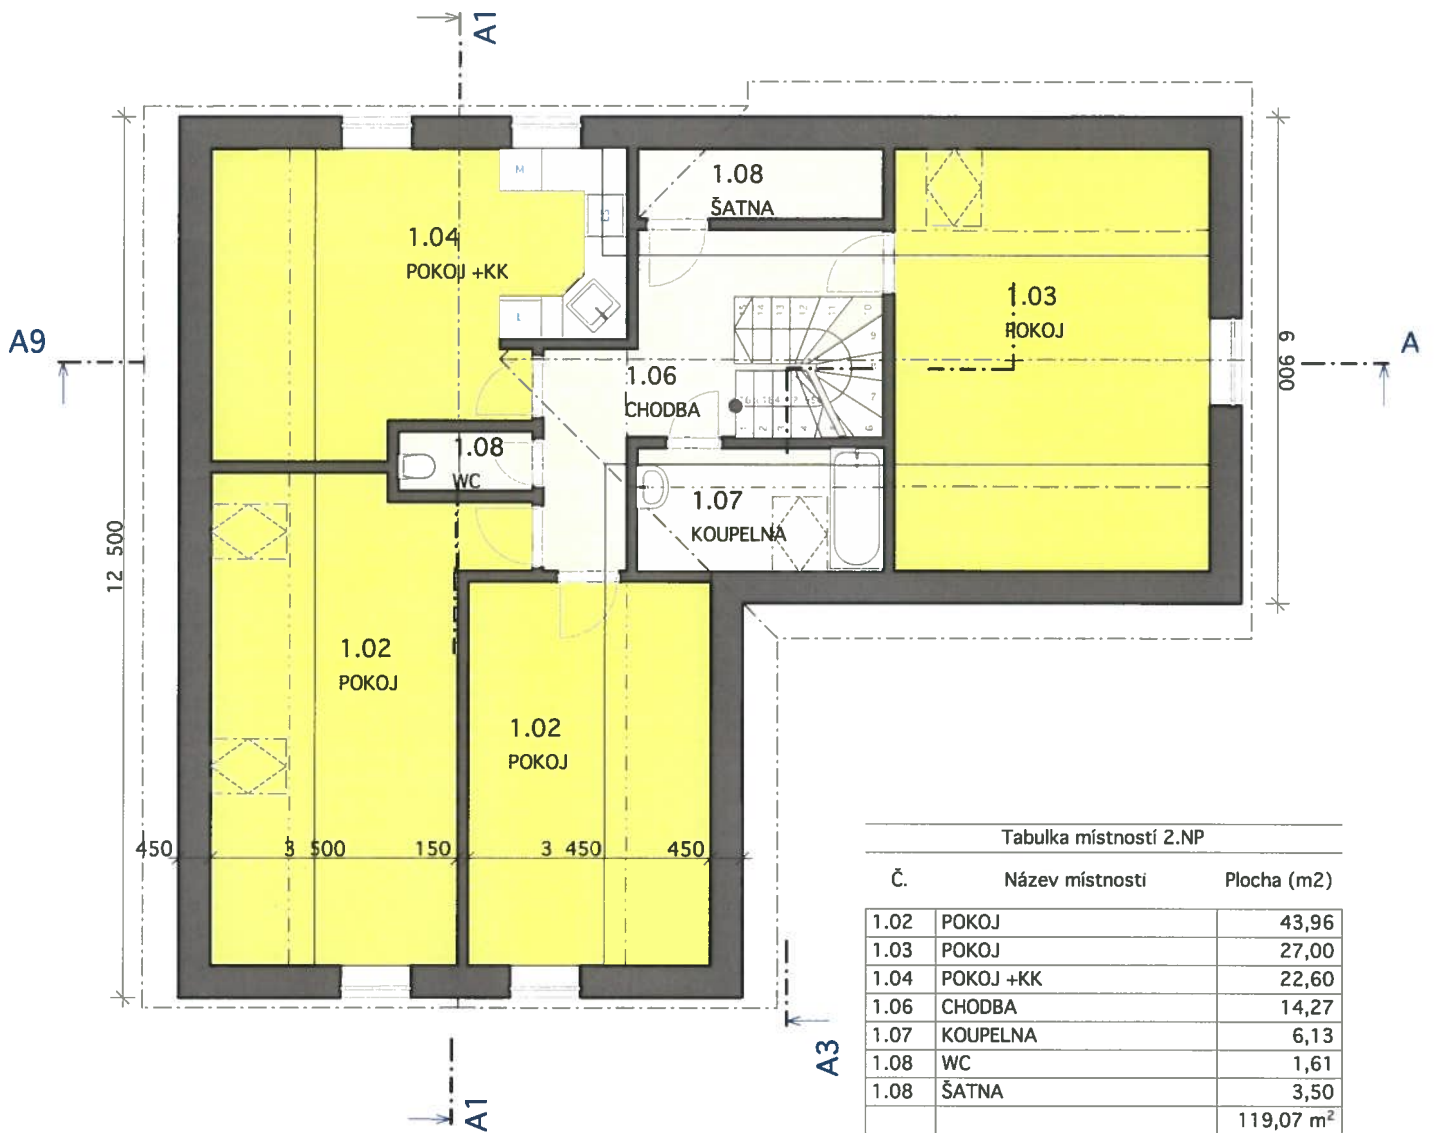 A1
1.08
ŠATNA
M
1.04
POKOJ +KK
L
1.03
POKOJ
A9
A
6 900
1.06
CHODBA
1.08
WC
1.07
KOUPELNA
12 500
1.02
POKOJ
1.02
POKOJ
450
3 500
150
3 450
450
Tabulka místností 2.NP
Č. Název místnosti Plocha (m2)
1.02 POKOJ 43,96
1.03 POKOJ 27,00
1.04 POKOJ +KK 22,60
1.06 CHODBA 14,27
1.07 KOUPELNA 6,13
1.08 WC 1,61
1.08 ŠATNA 3,50
119,07 m²
A3
A1